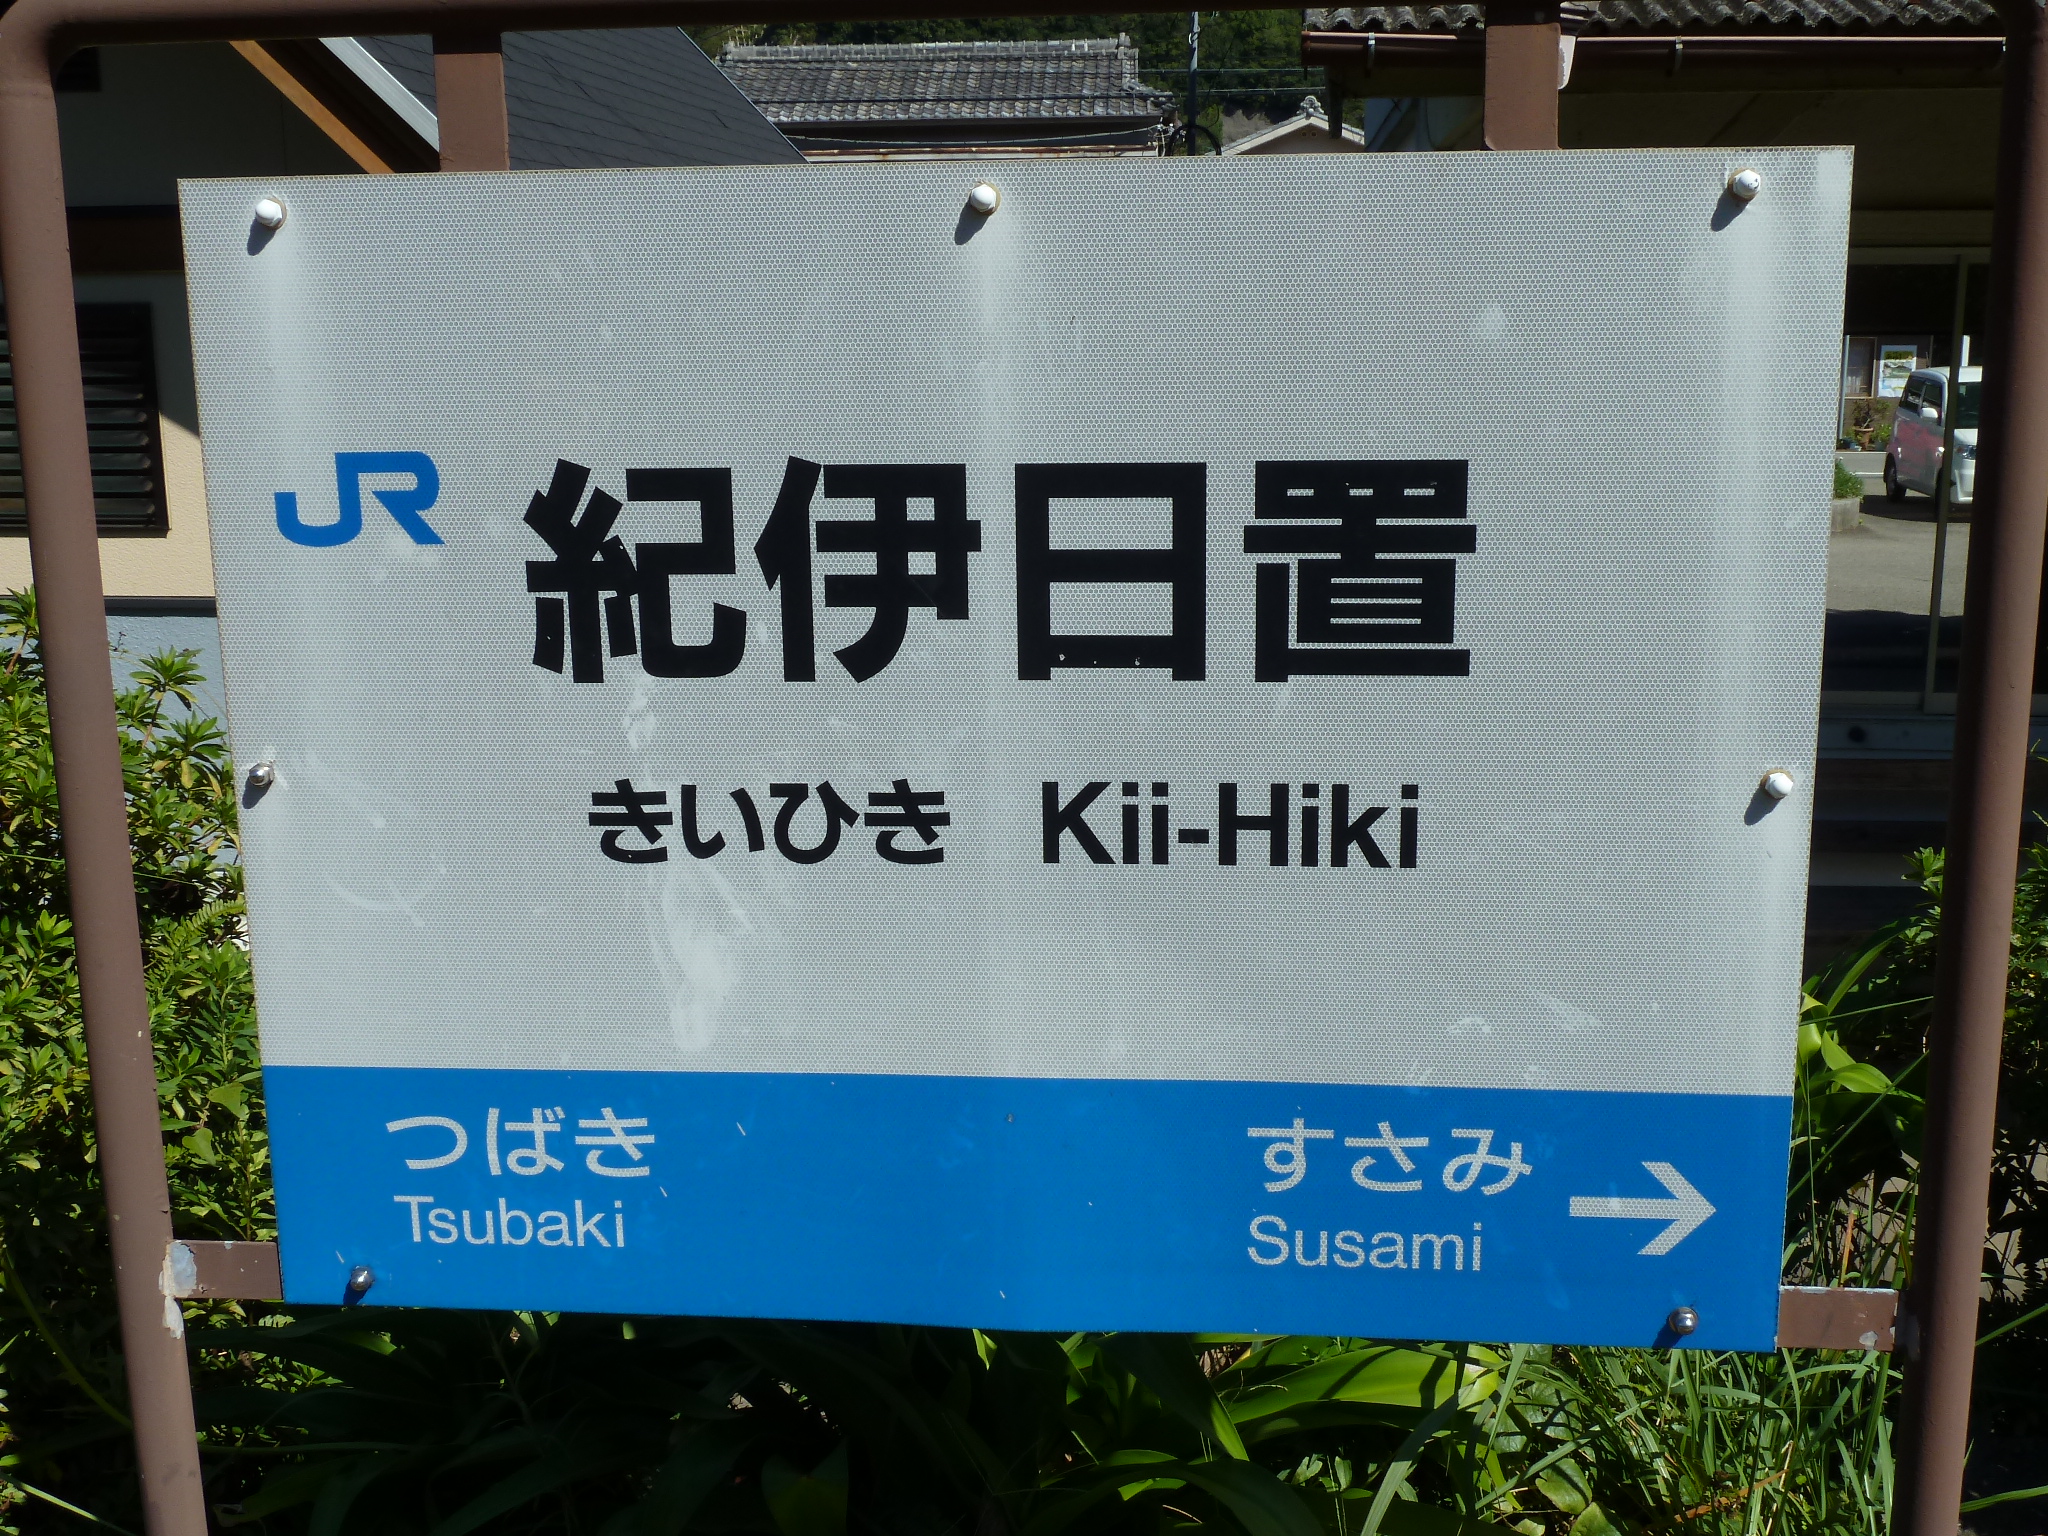 JR 紀伊日置
きいひき Kii-Hiki
つばき すさみ →
Tsubaki Susami